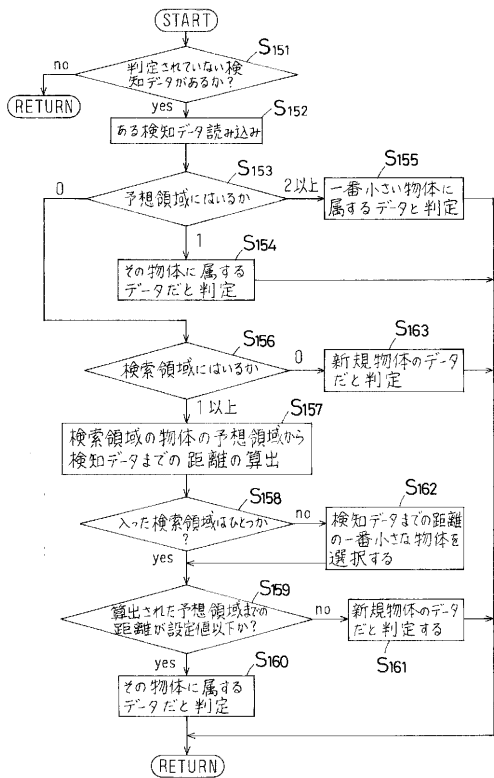 START
S151
no
判定されていない検
知データがあるか?
RETURN
yes
S152
ある検知データ読み込み
S153
0
予想領域にはいるか
2以上
S155
一番小さい物体に
属するデータと判定
1
S154
その物体に属する
データだと判定
S156
検索領域にはいるか
0
S163
新規物体のデータ
だと判定
1以上
S157
検索領域の物体の予想領域から
検知データまでの距離の算出
S158
入った検索領域はひとつか
?
no
S162
検知データまでの距離
の一番小さな物体を
選択する
yes
S159
算出された予想領域までの
距離が設定値以下か?
no
新規物体のデータ
だと判定する
S161
yes
S160
その物体に属する
データだと判定
RETURN